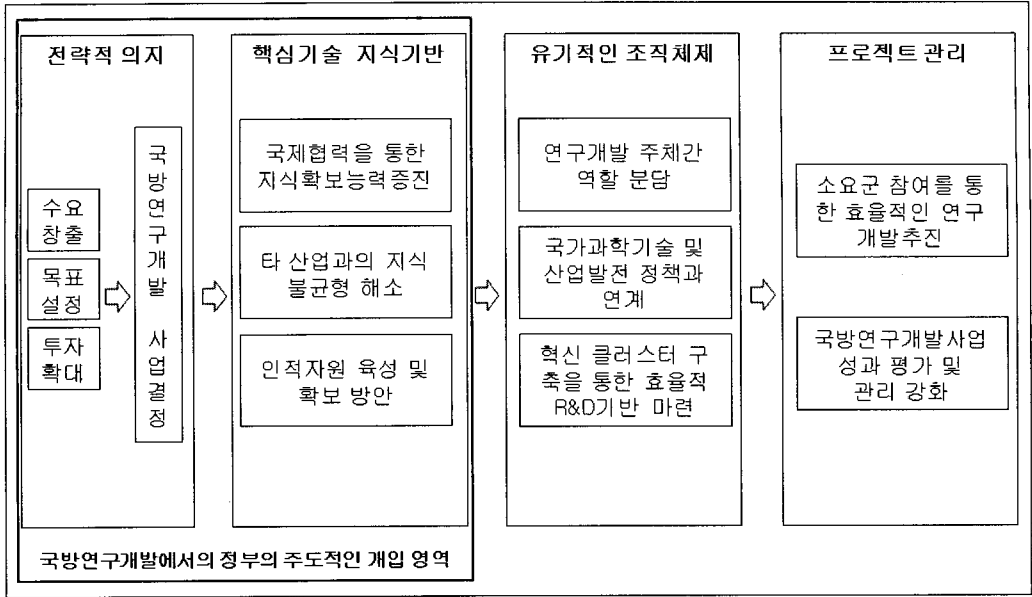 전략적 의지
수요
창출
목표
설정
투자
확대
국방연구개발 사업결정
핵심기술 지식기반
국제협력을 통한
지식확보능력증진
타 산업과의 지식
불균형 해소
인적자원 육성 및
확보 방안
국방연구개발에서의 정부의 주도적인 개입 영역
유기적인 조직체제
연구개발 주체간
역할 분담
국가과학기술 및
산업발전 정책과
연계
혁신 클러스터 구
축을 통한 효율적
R&D기반 마련
프로젝트 관리
소요군 참여를 통
한 효율적인 연구
개발추진
국방연구개발사업
성과 평가 및
관리 강화